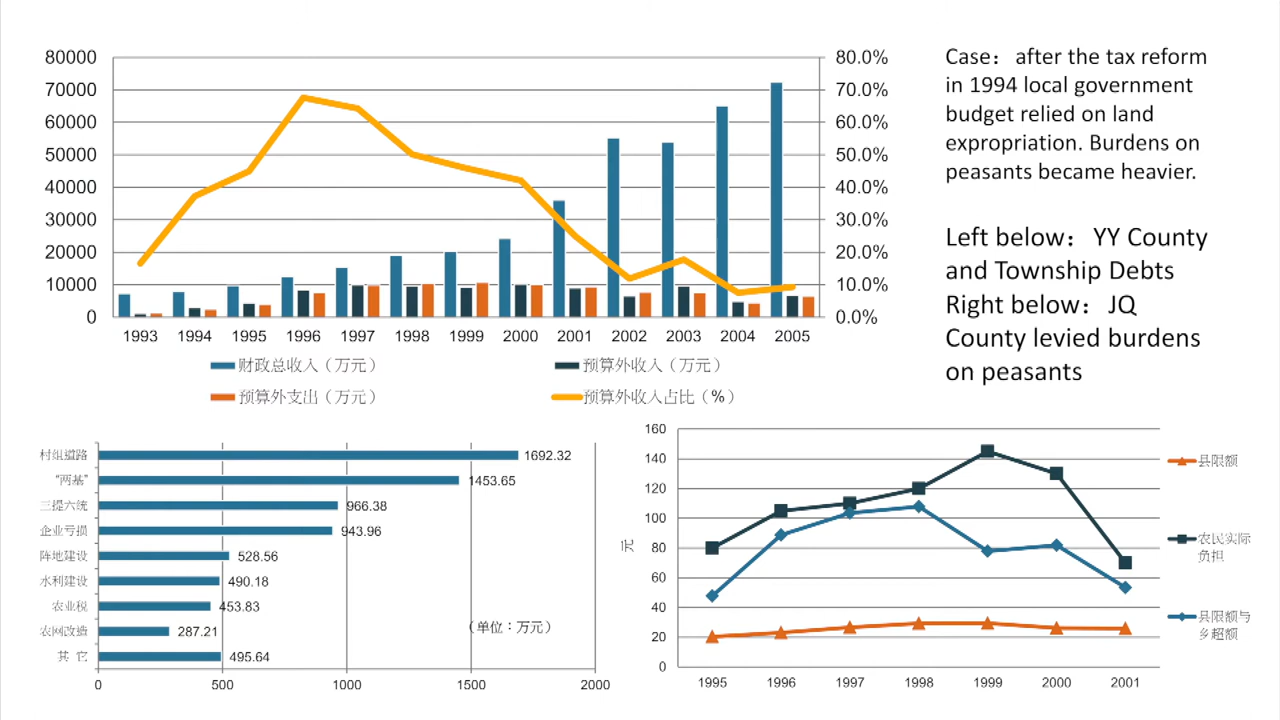 80000
70000
60000
50000
40000
30000
20000
10000
0
80.0%
70.0%
60.0%
50.0%
40.0%
30.0%
20.0%
10.0%
0.0%
1993 1994 1995 1996 1997 1998 1999 2000 2001 2002 2003 2004 2005
财政总收入（万元） 预算外收入（万元）
预算外支出（万元） 预算外收入占比（%）
Case： after the tax reform
in 1994 local government
budget relied on land
expropriation. Burdens on
peasants became heavier.
Left below： YY County
and Township Debts
Right below： JQ
County levied burdens
on peasants
村组道路 1692.32
“两基” 1453.65
三提六统 966.38
企业亏损 943.96
阵地建设 528.56
水利建设 490.18
农业税 453.83
农网改造 287.21
其 它 495.64
（单位：万元）
0 500 1000 1500 2000
160
140
120
100
80
60
40
20
0
元
1995 1996 1997 1998 1999 2000 2001
县限额
农民实际
负担
县限额与
乡超额